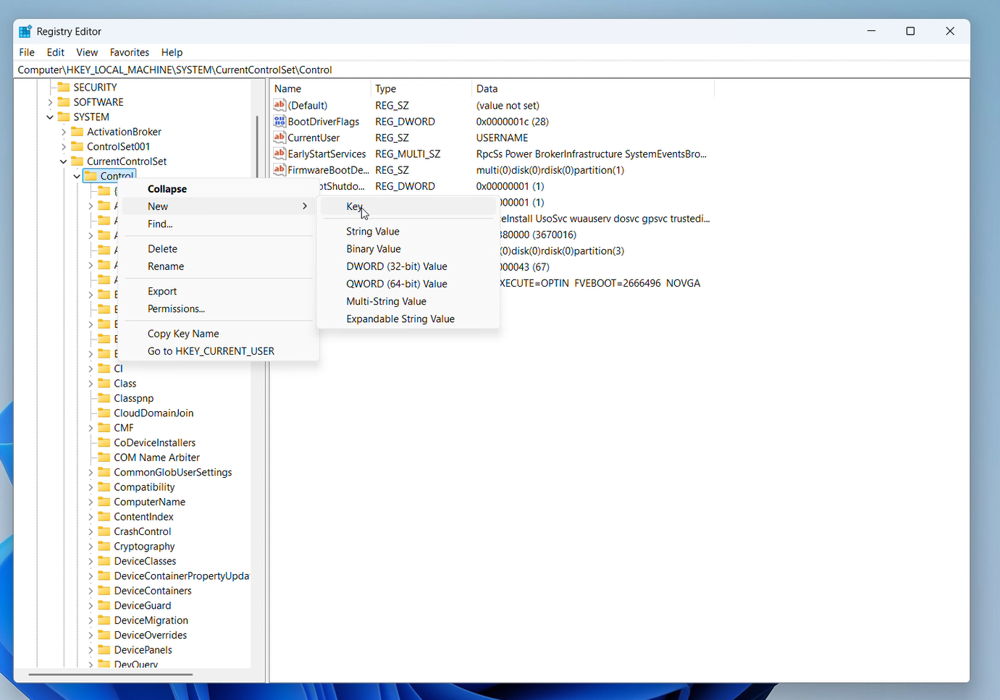 Registry Editor
File Edit View Favorites Help
Computer\HKEY_LOCAL_MACHINE\SYSTEM\CurrentControlSet\Control
SECURITY
SOFTWARE
SYSTEM
ActivationBroker
ControlSet001
CurrentControlSet
Control
CI
Class
Classpnp
CloudDomainJoin
CMF
CoDeviceInstallers
COM Name Arbiter
CommonGlobUserSettings
Compatibility
ComputerName
ContentIndex
CrashControl
Cryptography
DeviceClasses
DeviceContainerPropertyUpda
DeviceContainers
DeviceGuard
DeviceMigration
DeviceOverrides
DevicePanels
DevQuery
Collapse
New
Find...
Delete
Rename
Export
Permissions...
Copy Key Name
Go to HKEY_CURRENT_USER
Key
String Value
Binary Value
DWORD (32-bit) Value
QWORD (64-bit) Value
Multi-String Value
Expandable String Value
Name Type Data
(Default) REG_SZ (value not set)
BootDriverFlags REG_DWORD 0x0000001c (28)
CurrentUser REG_SZ USERNAME
EarlyStartServices REG_MULTI_SZ RpcSs Power BrokerInfrastructure SystemEventsBro...
FirmwareBootDe... REG_SZ multi(0)disk(0)rdisk(0)partition(1)
otShutdo... REG_DWORD 0x00000001 (1)
00001 (1)
eInstall UsoSvc wuauserv dosvc gpsvc trustedi...
380000 (3670016)
(0)disk(0)rdisk(0)partition(3)
000043 (67)
XECUTE=OPTIN FVEBOOT=2666496 NOVGA